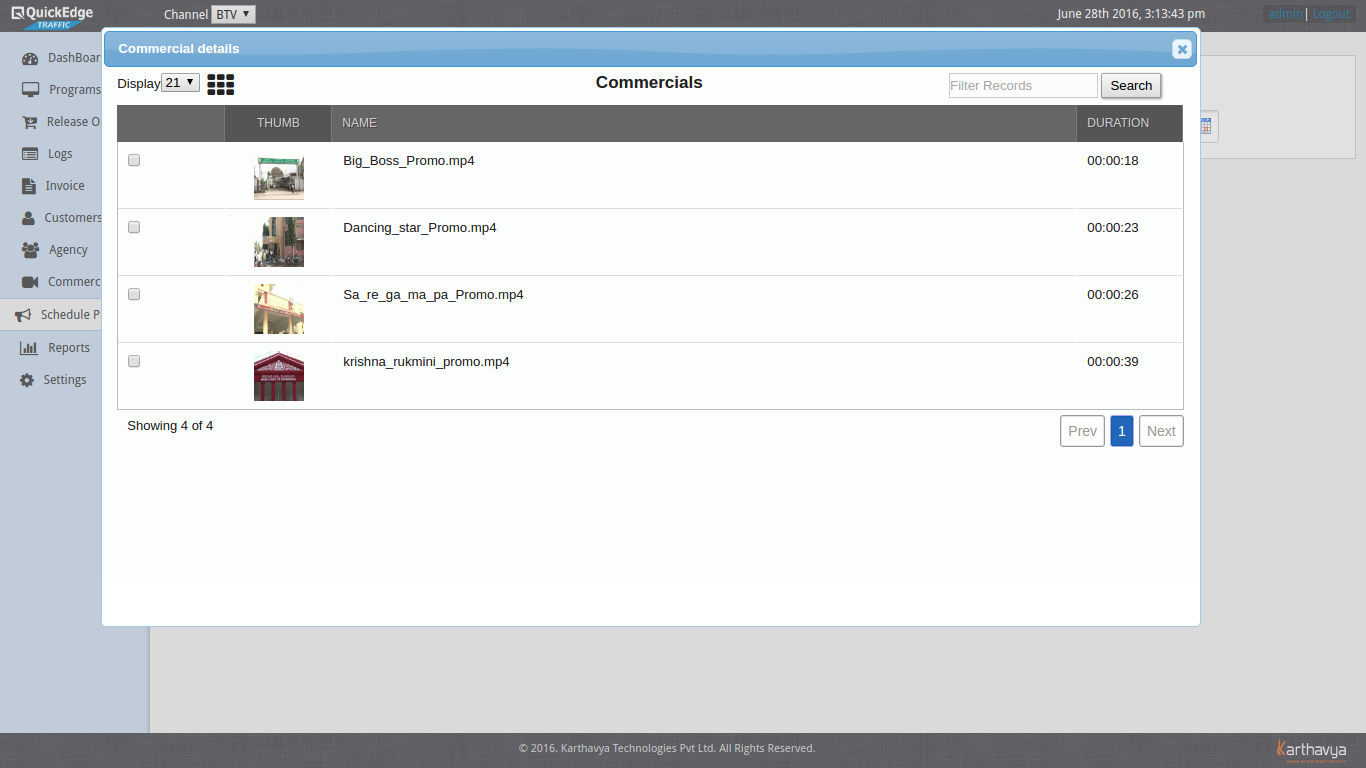 QuickEdge
TRAFFIC
Channel BTV
June 28th 2016, 3:13:43 pm
admin | Logout
DashBoar
Programs
Release O
Logs
Invoice
Customers
Agency
Commerc
Schedule P
Reports
Settings
Commercial details
Display 21
Commercials
Filter Records
Search
THUMB NAME DURATION
Big_Boss_Promo.mp4 00:00:18
Dancing_star_Promo.mp4 00:00:23
Sa_re_ga_ma_pa_Promo.mp4 00:00:26
krishna_rukmini_promo.mp4 00:00:39
Showing 4 of 4
Prev 1 Next
© 2016. Karthavya Technologies Pvt Ltd. All Rights Reserved.
Karthavya